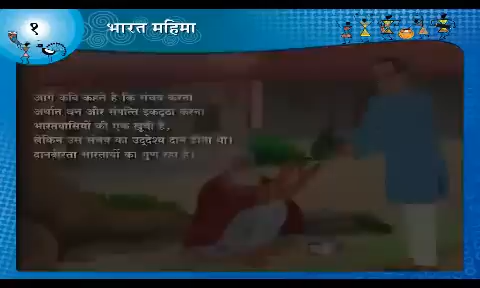 १
भारत महिमा
आगे कवि कहते है कि संचय करना
अर्थात धन और संपत्ति इकट्ठा करना
भारतवासियों की एक खुबी है,
लेकिन उस संचय का उद्देश्य दान होता था।
दानवीरता भारतीयों का गुण रहा है।